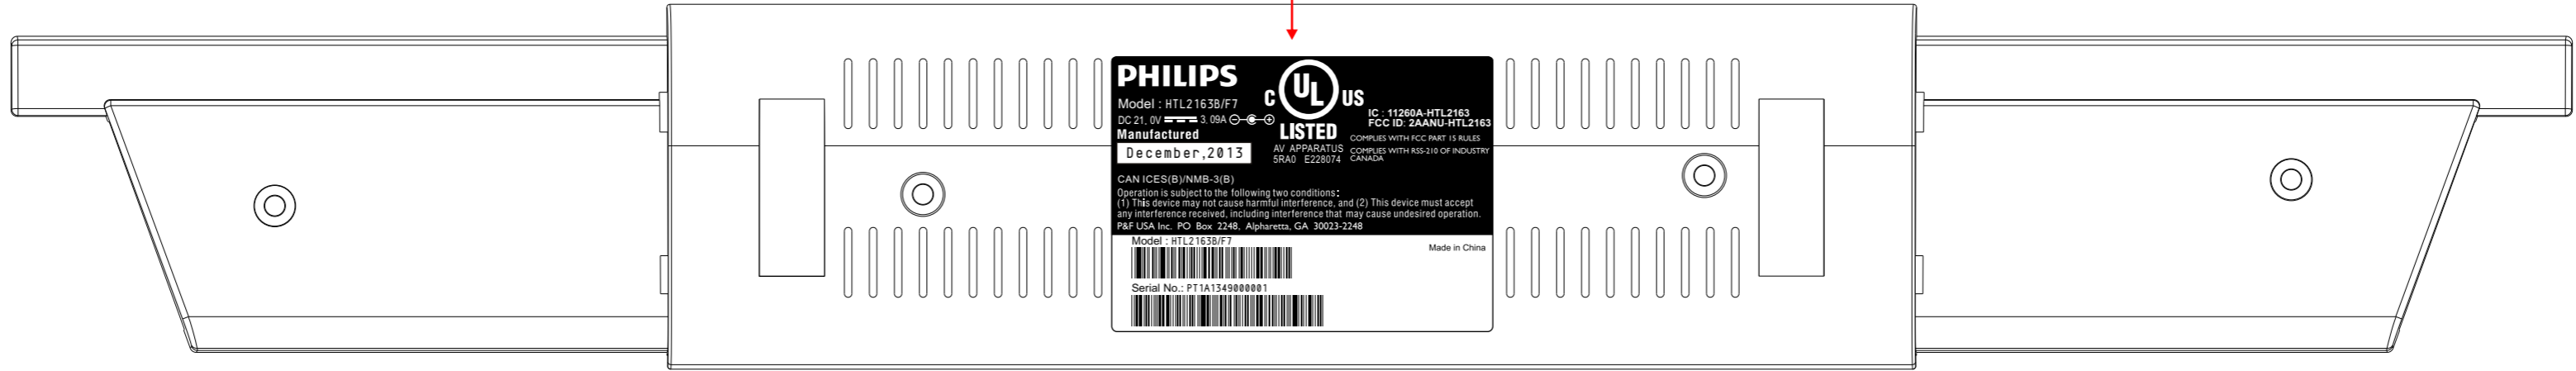 PHILIPS
Model : HTL2163B/F7
DC 21. 0V 3. 09A
Manufactured
December,2013
C UL US
LISTED
AV APPARATUS
5RA0 E228074
IC : 11260A-HTL2163
FCC ID: 2AANU-HTL2163
COMPLIES WITH FCC PART 15 RULES
COMPLIES WITH RSS-210 OF INDUSTRY
CANADA
CAN ICES(B)/NMB-3(B)
Operation is subject to the following two conditions:
(1) This device may not cause harmful interference, and (2) This device must accept
any interference received, including interference that may cause undesired operation.
P&F USA Inc. PO Box 2248, Alpharetta, GA 30023-2248
Model : HTL2163B/F7
Made in China
Serial No.: PT1A1349000001